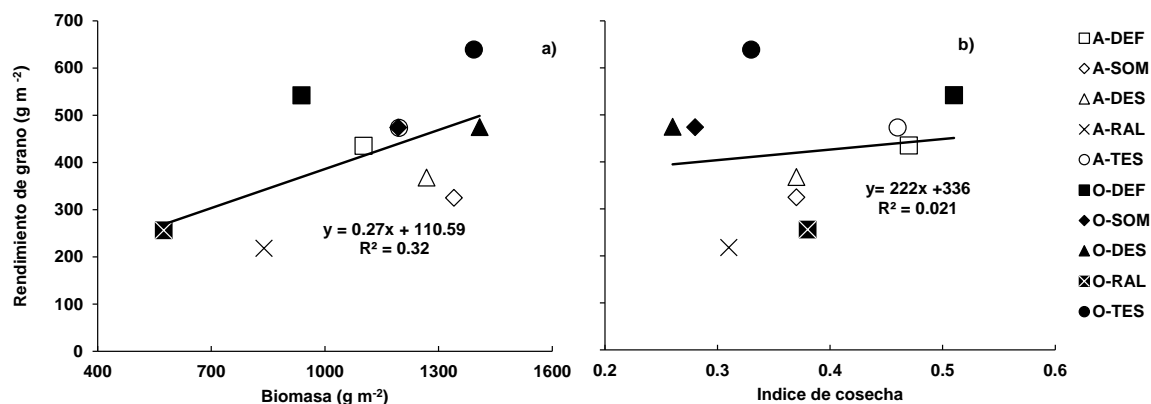 Rendimiento de grano (g m -2)
700
600
500
400
300
200
100
0
a)
y = 0.27x + 110.59
R² = 0.32
400 700 1000 1300 1600
Biomasa (g m-2)
b)
y= 222x +336
R² = 0.021
0.2 0.3 0.4 0.5 0.6
Indice de cosecha
A-DEF
A-SOM
A-DES
A-RAL
A-TES
O-DEF
O-SOM
O-DES
O-RAL
O-TES